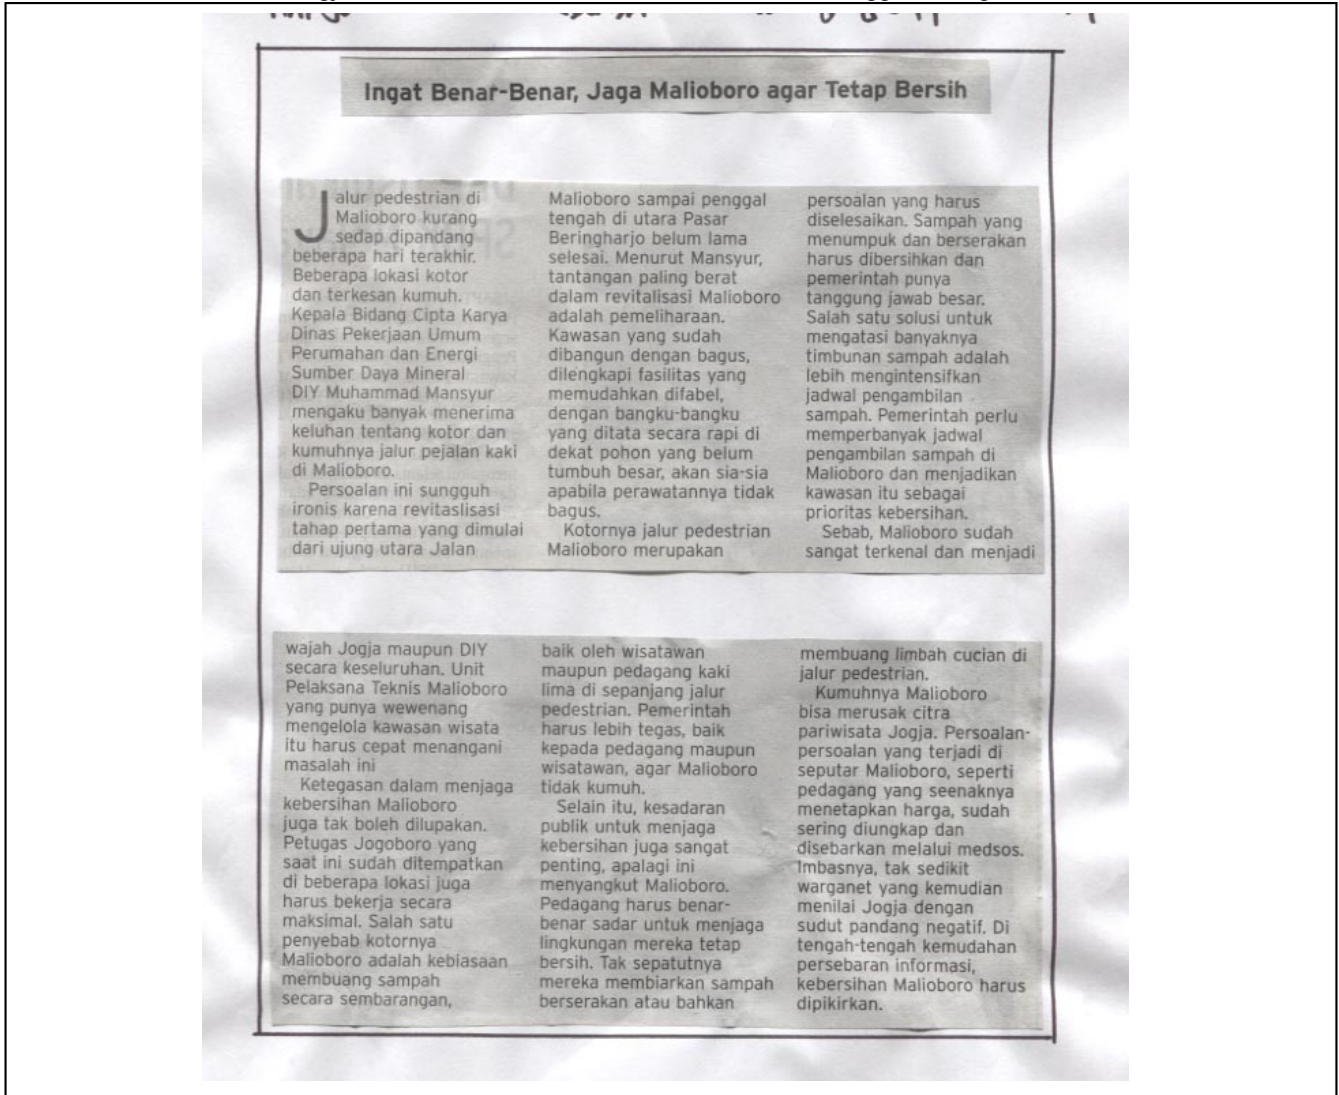 Ingat Benar-Benar, Jaga Malioboro agar Tetap Bersih
Jalur pedestrian di
Malioboro kurang
sedap dipandang
beberapa hari terakhir.
Beberapa lokasi kotor
dan terkesan kumuh.
Kepala Bidang Cipta Karya
Dinas Pekerjaan Umum
Perumahan dan Energi
Sumber Daya Mineral
DIY Muhammad Mansyur
mengaku banyak menerima
keluhan tentang kotor dan
kumuhnya jalur pejalan kaki
di Malioboro.
Persoalan ini sungguh
ironis karena revitaslisasi
tahap pertama yang dimulai
dari ujung utara Jalan
Malioboro sampai penggal
tengah di utara Pasar
Beringharjo belum lama
selesai. Menurut Mansyur,
tantangan paling berat
dalam revitalisasi Malioboro
adalah pemeliharaan.
Kawasan yang sudah
dibangun dengan bagus,
dilengkapi fasilitas yang
memudahkan difabel,
dengan bangku-bangku
yang ditata secara rapi di
dekat pohon yang belum
tumbuh besar, akan sia-sia
apabila perawatannya tidak
bagus.
Kotornya jalur pedestrian
Malioboro merupakan
persoalan yang harus
diselesaikan. Sampah yang
menumpuk dan berserakan
harus dibersihkan dan
pemerintah punya
tanggung jawab besar.
Salah satu solusi untuk
mengatasi banyaknya
timbunan sampah adalah
lebih mengintensifkan
jadwal pengambilan
sampah. Pemerintah perlu
memperbanyak jadwal
pengambilan sampah di
Malioboro dan menjadikan
kawasan itu sebagai
prioritas kebersihan.
Sebab, Malioboro sudah
sangat terkenal dan menjadi
wajah Jogja maupun DIY
secara keseluruhan. Unit
Pelaksana Teknis Malioboro
yang punya wewenang
mengelola kawasan wisata
itu harus cepat menangani
masalah ini
Ketegasan dalam menjaga
kebersihan Malioboro
juga tak boleh dilupakan.
Petugas Jogoboro yang
saat ini sudah ditempatkan
di beberapa lokasi juga
harus bekerja secara
maksimal. Salah satu
penyebab kotornya
Malioboro adalah kebiasaan
membuang sampah
secara sembarangan,
baik oleh wisatawan
maupun pedagang kaki
lima di sepanjang jalur
pedestrian. Pemerintah
harus lebih tegas, baik
kepada pedagang maupun
wisatawan, agar Malioboro
tidak kumuh.
Selain itu, kesadaran
publik untuk menjaga
kebersihan juga sangat
penting, apalagi ini
menyangkut Malioboro.
Pedagang harus benar-
benar sadar untuk menjaga
lingkungan mereka tetap
bersih. Tak sepatutnya
mereka membiarkan sampah
berserakan atau bahkan
membuang limbah cucian di
jalur pedestrian.
Kumuhnya Malioboro
bisa merusak citra
pariwisata Jogja. Persoalan-
persoalan yang terjadi di
seputar Malioboro, seperti
pedagang yang seenaknya
menetapkan harga, sudah
sering diungkap dan
disebarkan melalui medsos.
Imbasnya, tak sedikit
warganet yang kemudian
menilai Jogja dengan
sudut pandang negatif. Di
tengah-tengah kemudahan
persebaran informasi,
kebersihan Malioboro harus
dipikirkan.